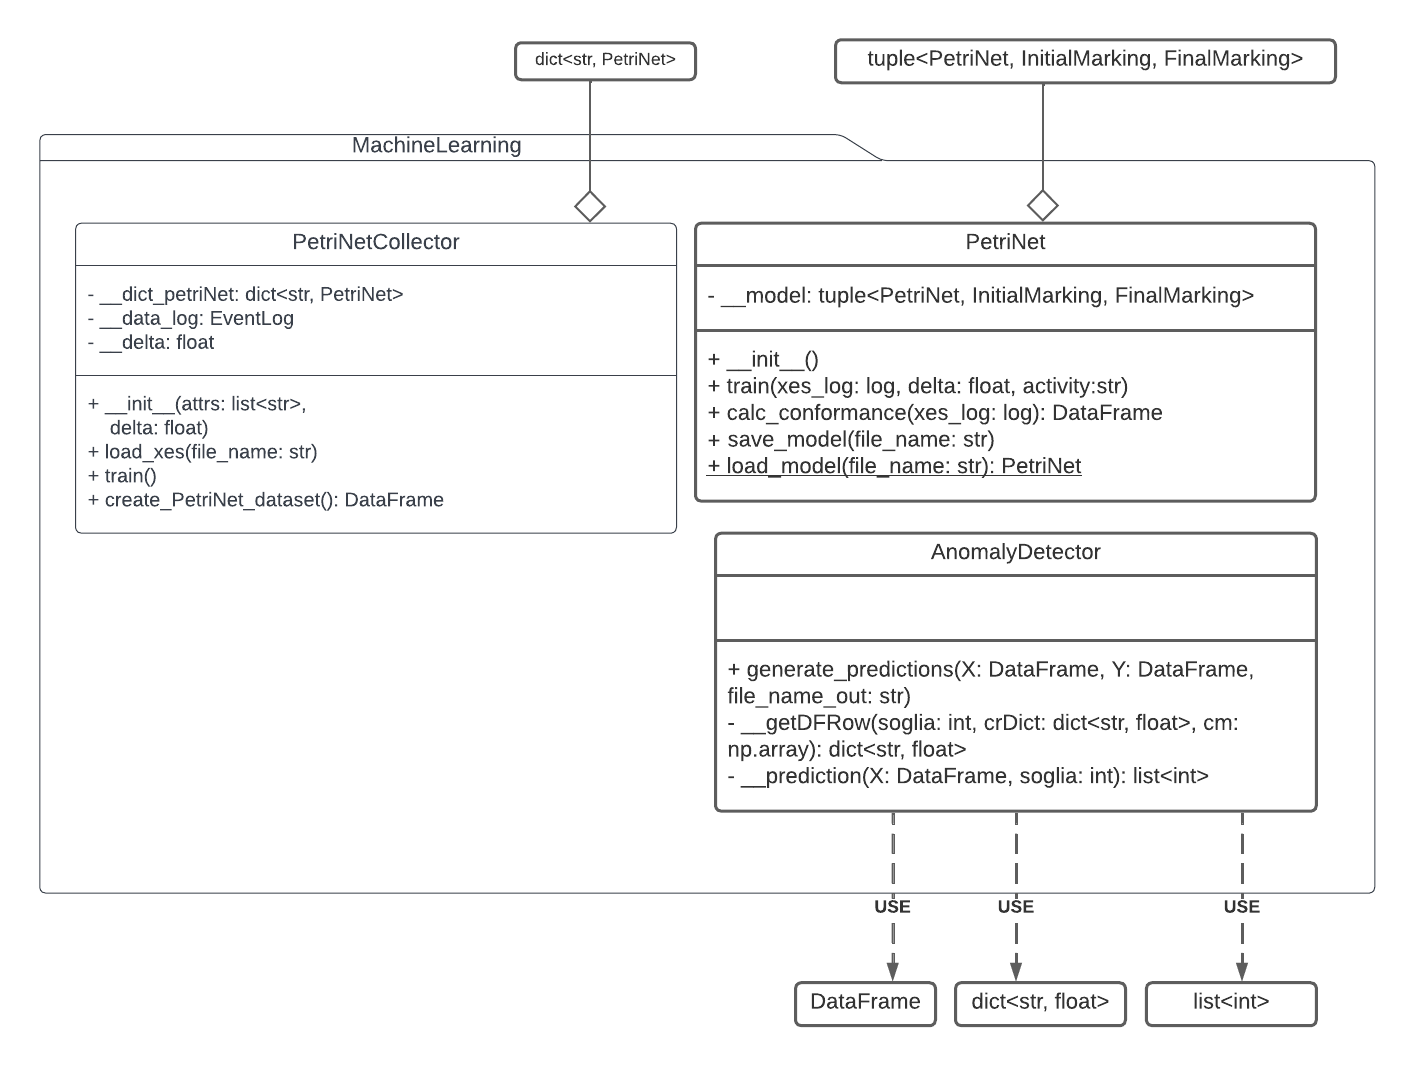 dict<str, PetriNet>
tuple<PetriNet, InitialMarking, FinalMarking>
MachineLearning
PetriNetCollector
- __dict_petriNet: dict<str, PetriNet>
- __data_log: EventLog
- __delta: float
+ __init__(attrs: list<str>,
delta: float)
+ load_xes(file_name: str)
+ train()
+ create_PetriNet_dataset(): DataFrame
PetriNet
- __model: tuple<PetriNet, InitialMarking, FinalMarking>
+ __init__()
+ train(xes_log: log, delta: float, activity:str)
+ calc_conformance(xes_log: log): DataFrame
+ save_model(file_name: str)
+ load_model(file_name: str): PetriNet
AnomalyDetector
+ generate_predictions(X: DataFrame, Y: DataFrame,
file_name_out: str)
- __getDFRow(soglia: int, crDict: dict<str, float>, cm:
np.array): dict<str, float>
- __prediction(X: DataFrame, soglia: int): list<int>
USE
USE
USE
DataFrame
dict<str, float>
list<int>